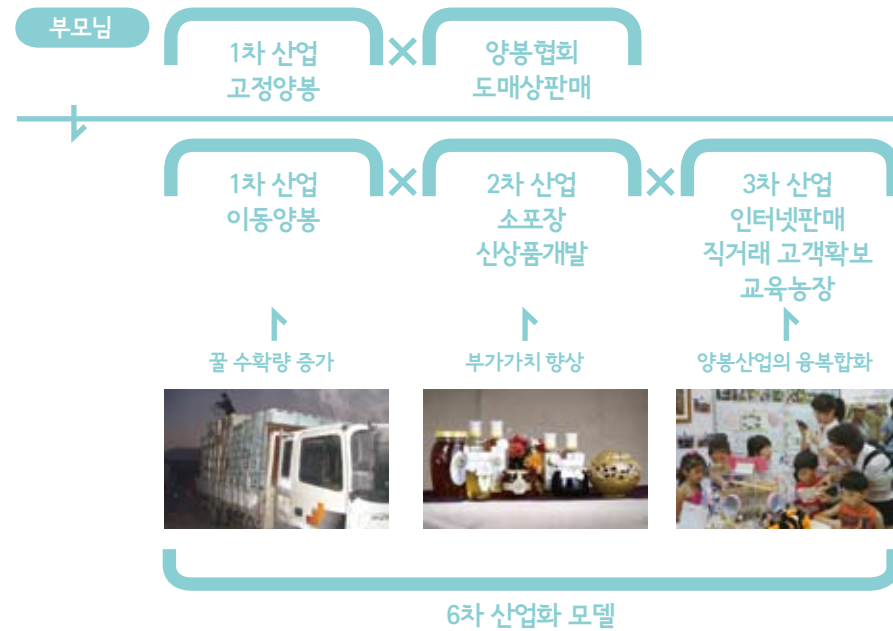 부모님
1차 산업
고정양봉
×
양봉협회
도매상판매
1차 산업
이동양봉
×
2차 산업
소포장
신상품개발
×
3차 산업
인터넷판매
직거래 고객확보
교육농장
꿀 수확량 증가
부가가치 향상
양봉산업의 융복합화
6차 산업화 모델